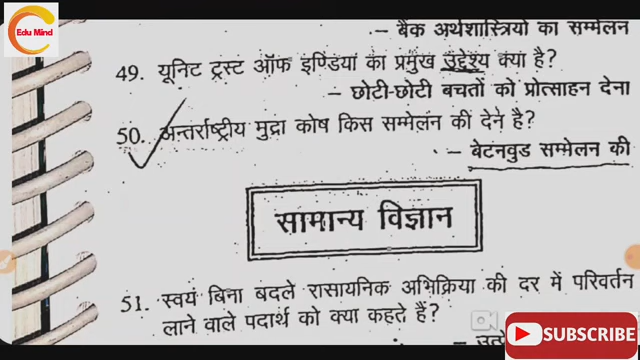 Edu Mind
- बैंक अर्थशास्त्रियो का सम्मेलन
49. यूनिट ट्रस्ट ऑफ इण्डिया का प्रमुख उद्देश्य क्या है?
- छोटी-छोटी बचतों को प्रोत्साहन देना
50. अन्तर्राष्ट्रीय मुद्रा कोष किस सम्मेलन की देन है?
- बेटनवुड सम्मेलन की
सामान्य विज्ञान
51. स्वयं बिना बदले रासायनिक अभिक्रिया की दर में परिवर्तन
लाने वाले पदार्थ को क्या कहते हैं?
SUBSCRIBE